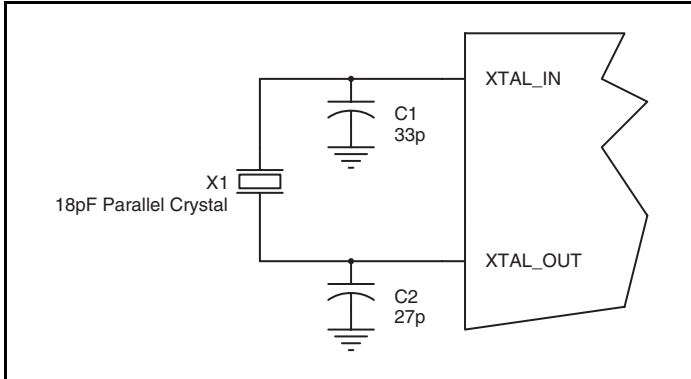 XTAL_IN
C1
33p
X1
18pF Parallel Crystal
XTAL_OUT
C2
27p